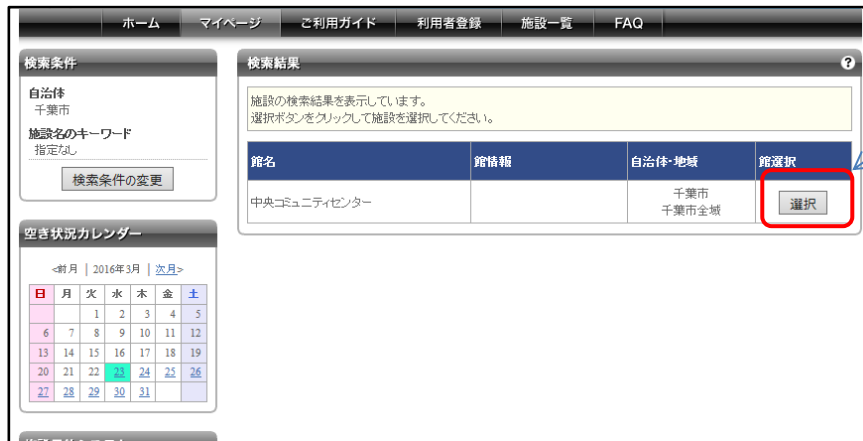 ホーム マイページ ご利用ガイド 利用者登録 施設一覧 FAQ
検索条件
自治体
千葉市
施設名のキーワード
指定なし
検索条件の変更
空き状況カレンダー
<前月 | 2016年3月 | 次月>
日 月 火 水 木 金 土
1 2 3 4 5
6 7 8 9 10 11 12
13 14 15 16 17 18 19
20 21 22 23 24 25 26
27 28 29 30 31
検索結果 ?
施設の検索結果を表示しています。
選択ボタンをクリックして施設を選択してください。
館名 館情報 自治体・地域 館選択
中央コミュニティセンター 千葉市 選択
千葉市全域